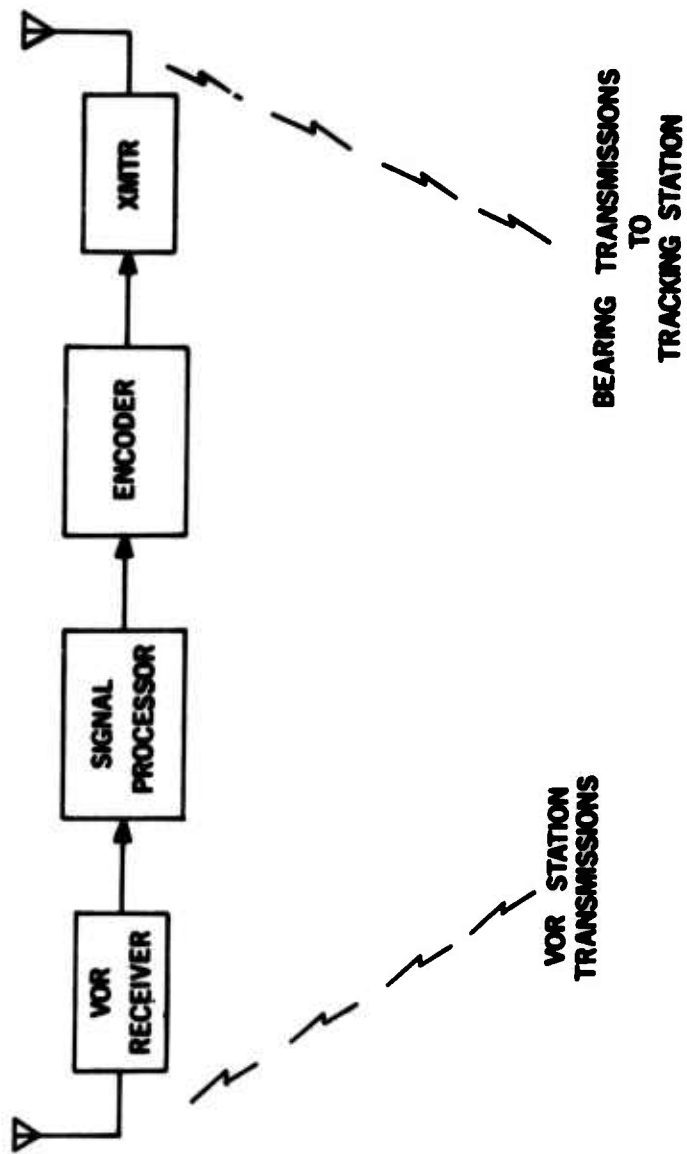 VOR
RECEIVER
SIGNAL
PROCESSOR
ENCODER
XMTR
VOR STATION
TRANSMISSIONS
BEARING TRANSMISSIONS
TO
TRACKING STATION